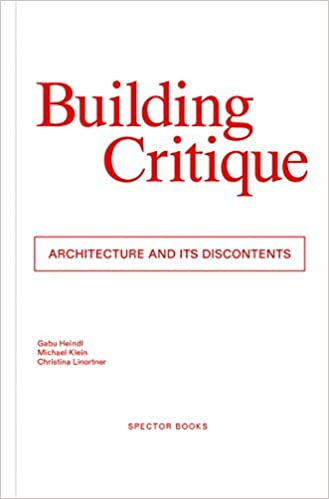 Building
Critique
ARCHITECTURE AND ITS DISCONTENTS
Gabu Heindl
Michael Klein
Christina Linortner
SPECTOR BOOKS